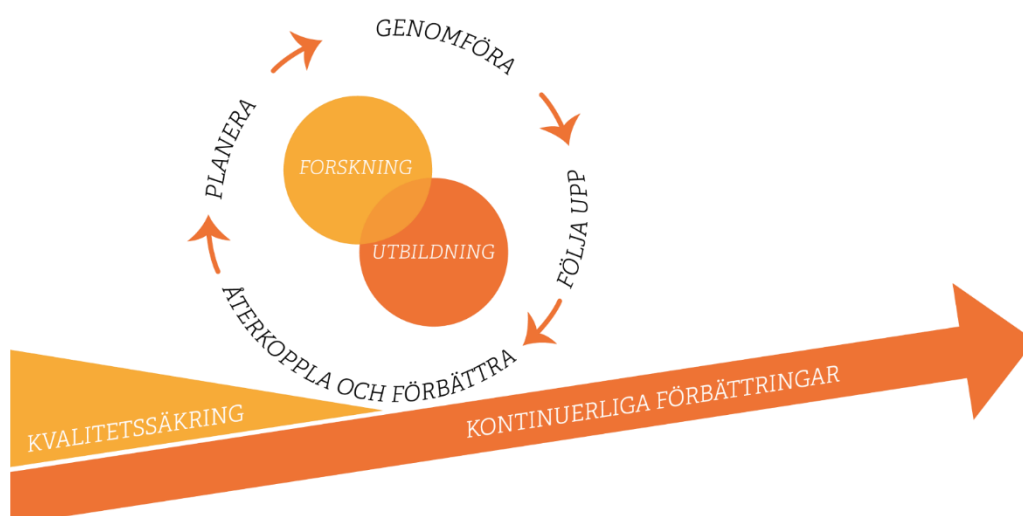 GENOMFÖRA
PLANERA
FORSKNING
FÖLJA UPP
UTBILDNING
ÅTERKOPPLA OCH FÖRBÄTTRA
KVALITETSSÄKRING
KONTINUERLIGA FÖRBÄTTRINGAR